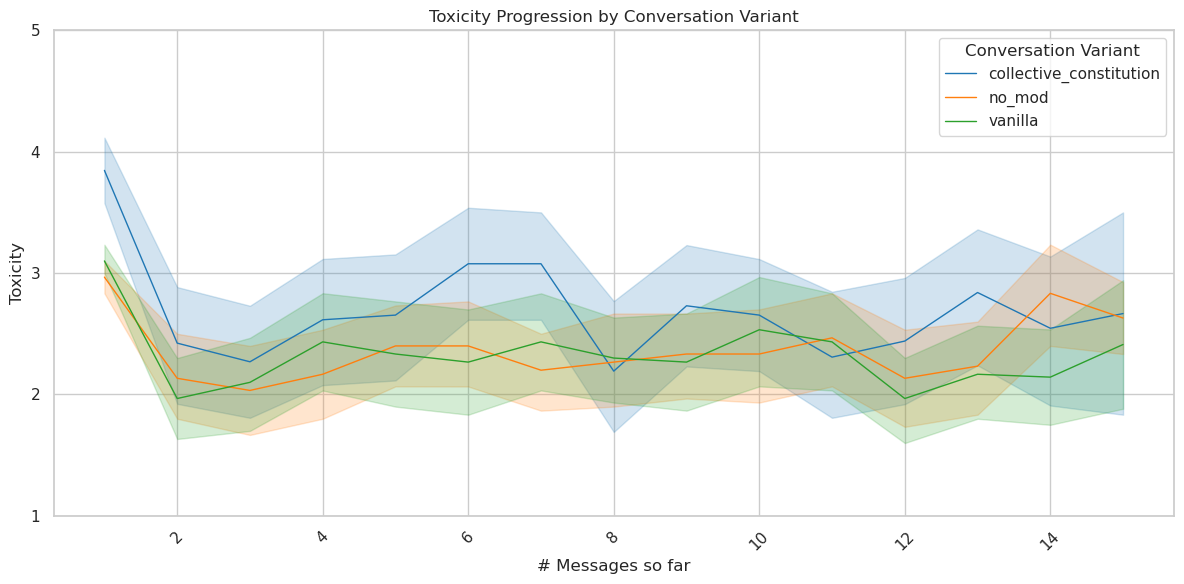 Toxicity Progression by Conversation Variant
Toxicity
5
4
3
2
1
Conversation Variant
collective_constitution
no_mod
vanilla
2
4
6
8
10
12
14
# Messages so far